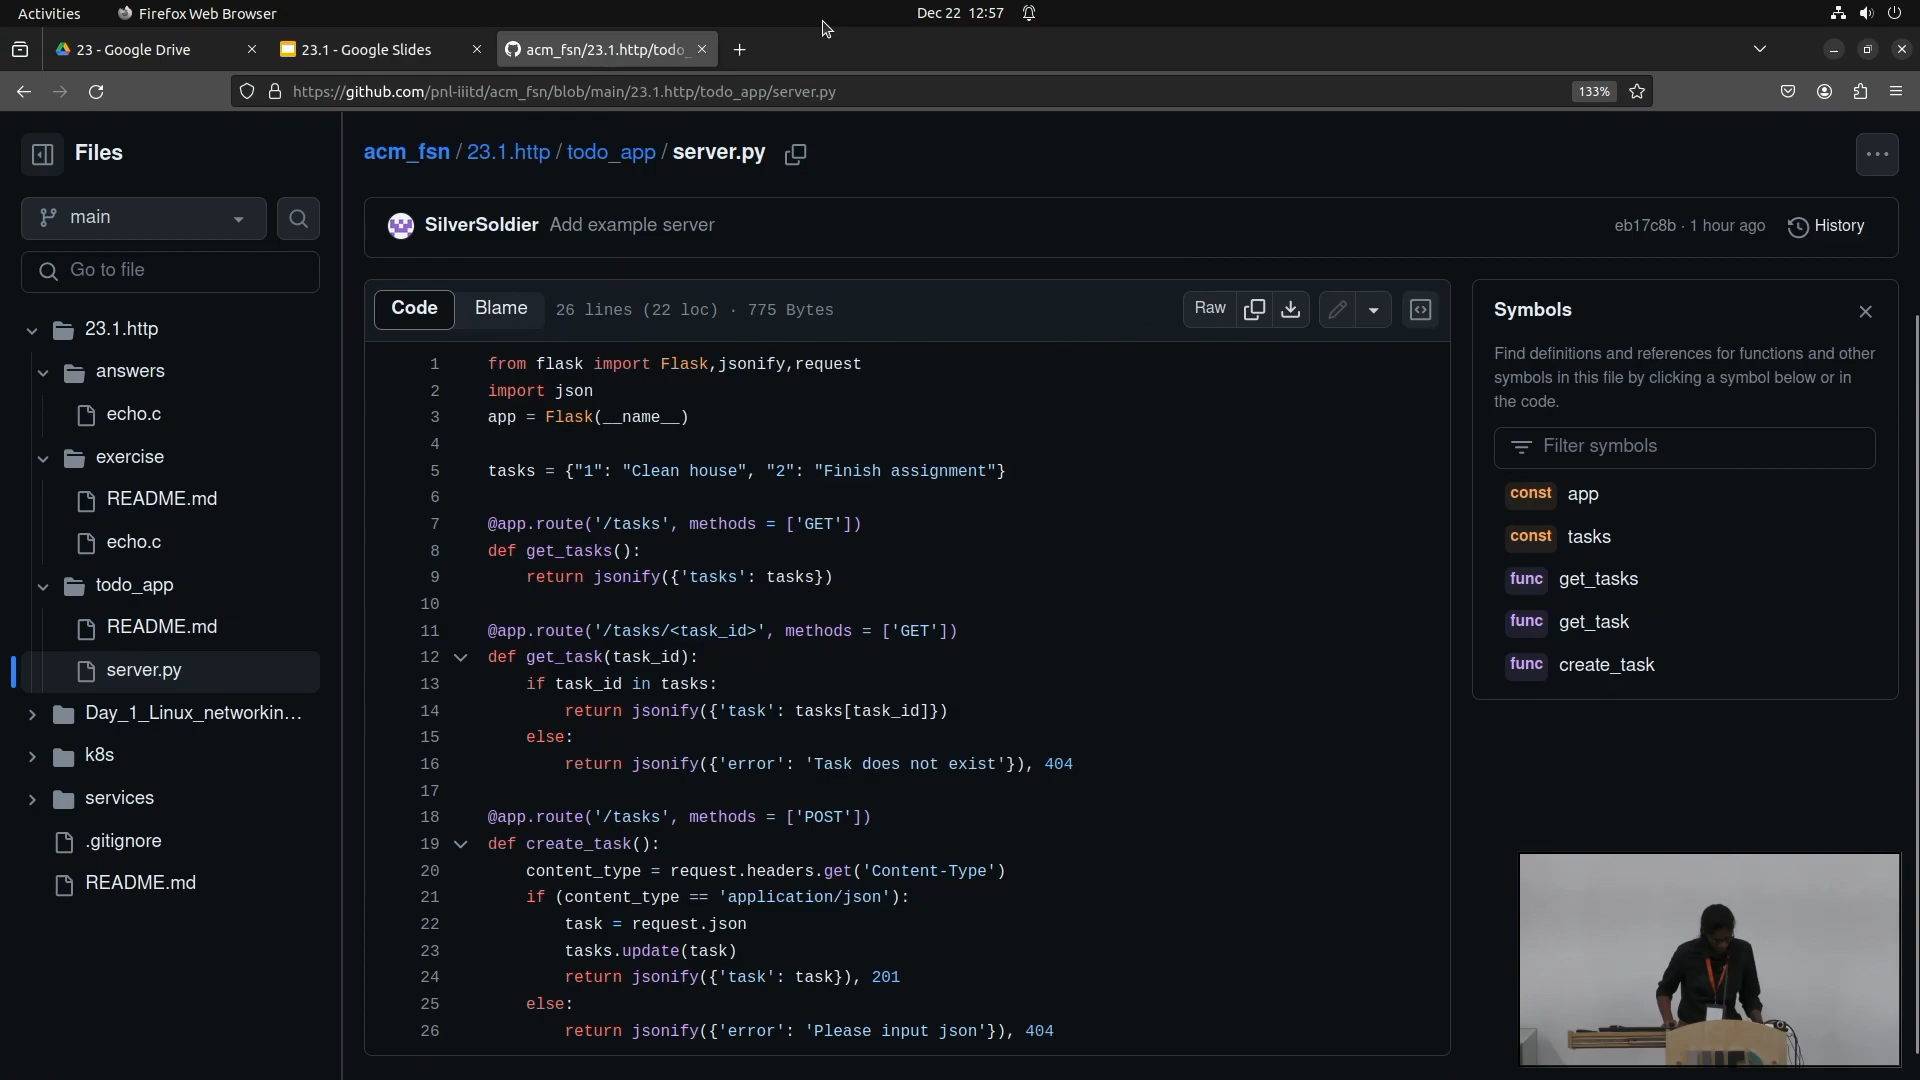 Activities
Firefox Web Browser
Dec 22 12:57
23 - Google Drive
23.1 - Google Slides
acm_fsn/23.1.http/todo_
https://github.com/pnl-iiitd/acm_fsn/blob/main/23.1.http/todo_app/server.py
133%
Files
main
Go to file
23.1.http
answers
echo.c
exercise
README.md
echo.c
todo_app
README.md
server.py
Day_1_Linux_networkin...
k8s
services
.gitignore
README.md
acm_fsn / 23.1.http / todo_app / server.py
SilverSoldier Add example server
eb17c8b · 1 hour ago
History
Code
Blame
26 lines (22 loc) · 775 Bytes
Raw
1 from flask import Flask,jsonify,request
2 import json
3 app = Flask(__name__)
4
5 tasks = {"1": "Clean house", "2": "Finish assignment"}
6
7 @app.route('/tasks', methods = ['GET'])
8 def get_tasks():
9     return jsonify({'tasks': tasks})
10
11 @app.route('/tasks/<task_id>', methods = ['GET'])
12 def get_task(task_id):
13     if task_id in tasks:
14         return jsonify({'task': tasks[task_id]})
15     else:
16         return jsonify({'error': 'Task does not exist'}), 404
17
18 @app.route('/tasks', methods = ['POST'])
19 def create_task():
20     content_type = request.headers.get('Content-Type')
21     if (content_type == 'application/json'):
22         task = request.json
23         tasks.update(task)
24         return jsonify({'task': task}), 201
25     else:
26         return jsonify({'error': 'Please input json'}), 404
Symbols
Find definitions and references for functions and other
symbols in this file by clicking a symbol below or in
the code.
Filter symbols
const app
const tasks
func get_tasks
func get_task
func create_task